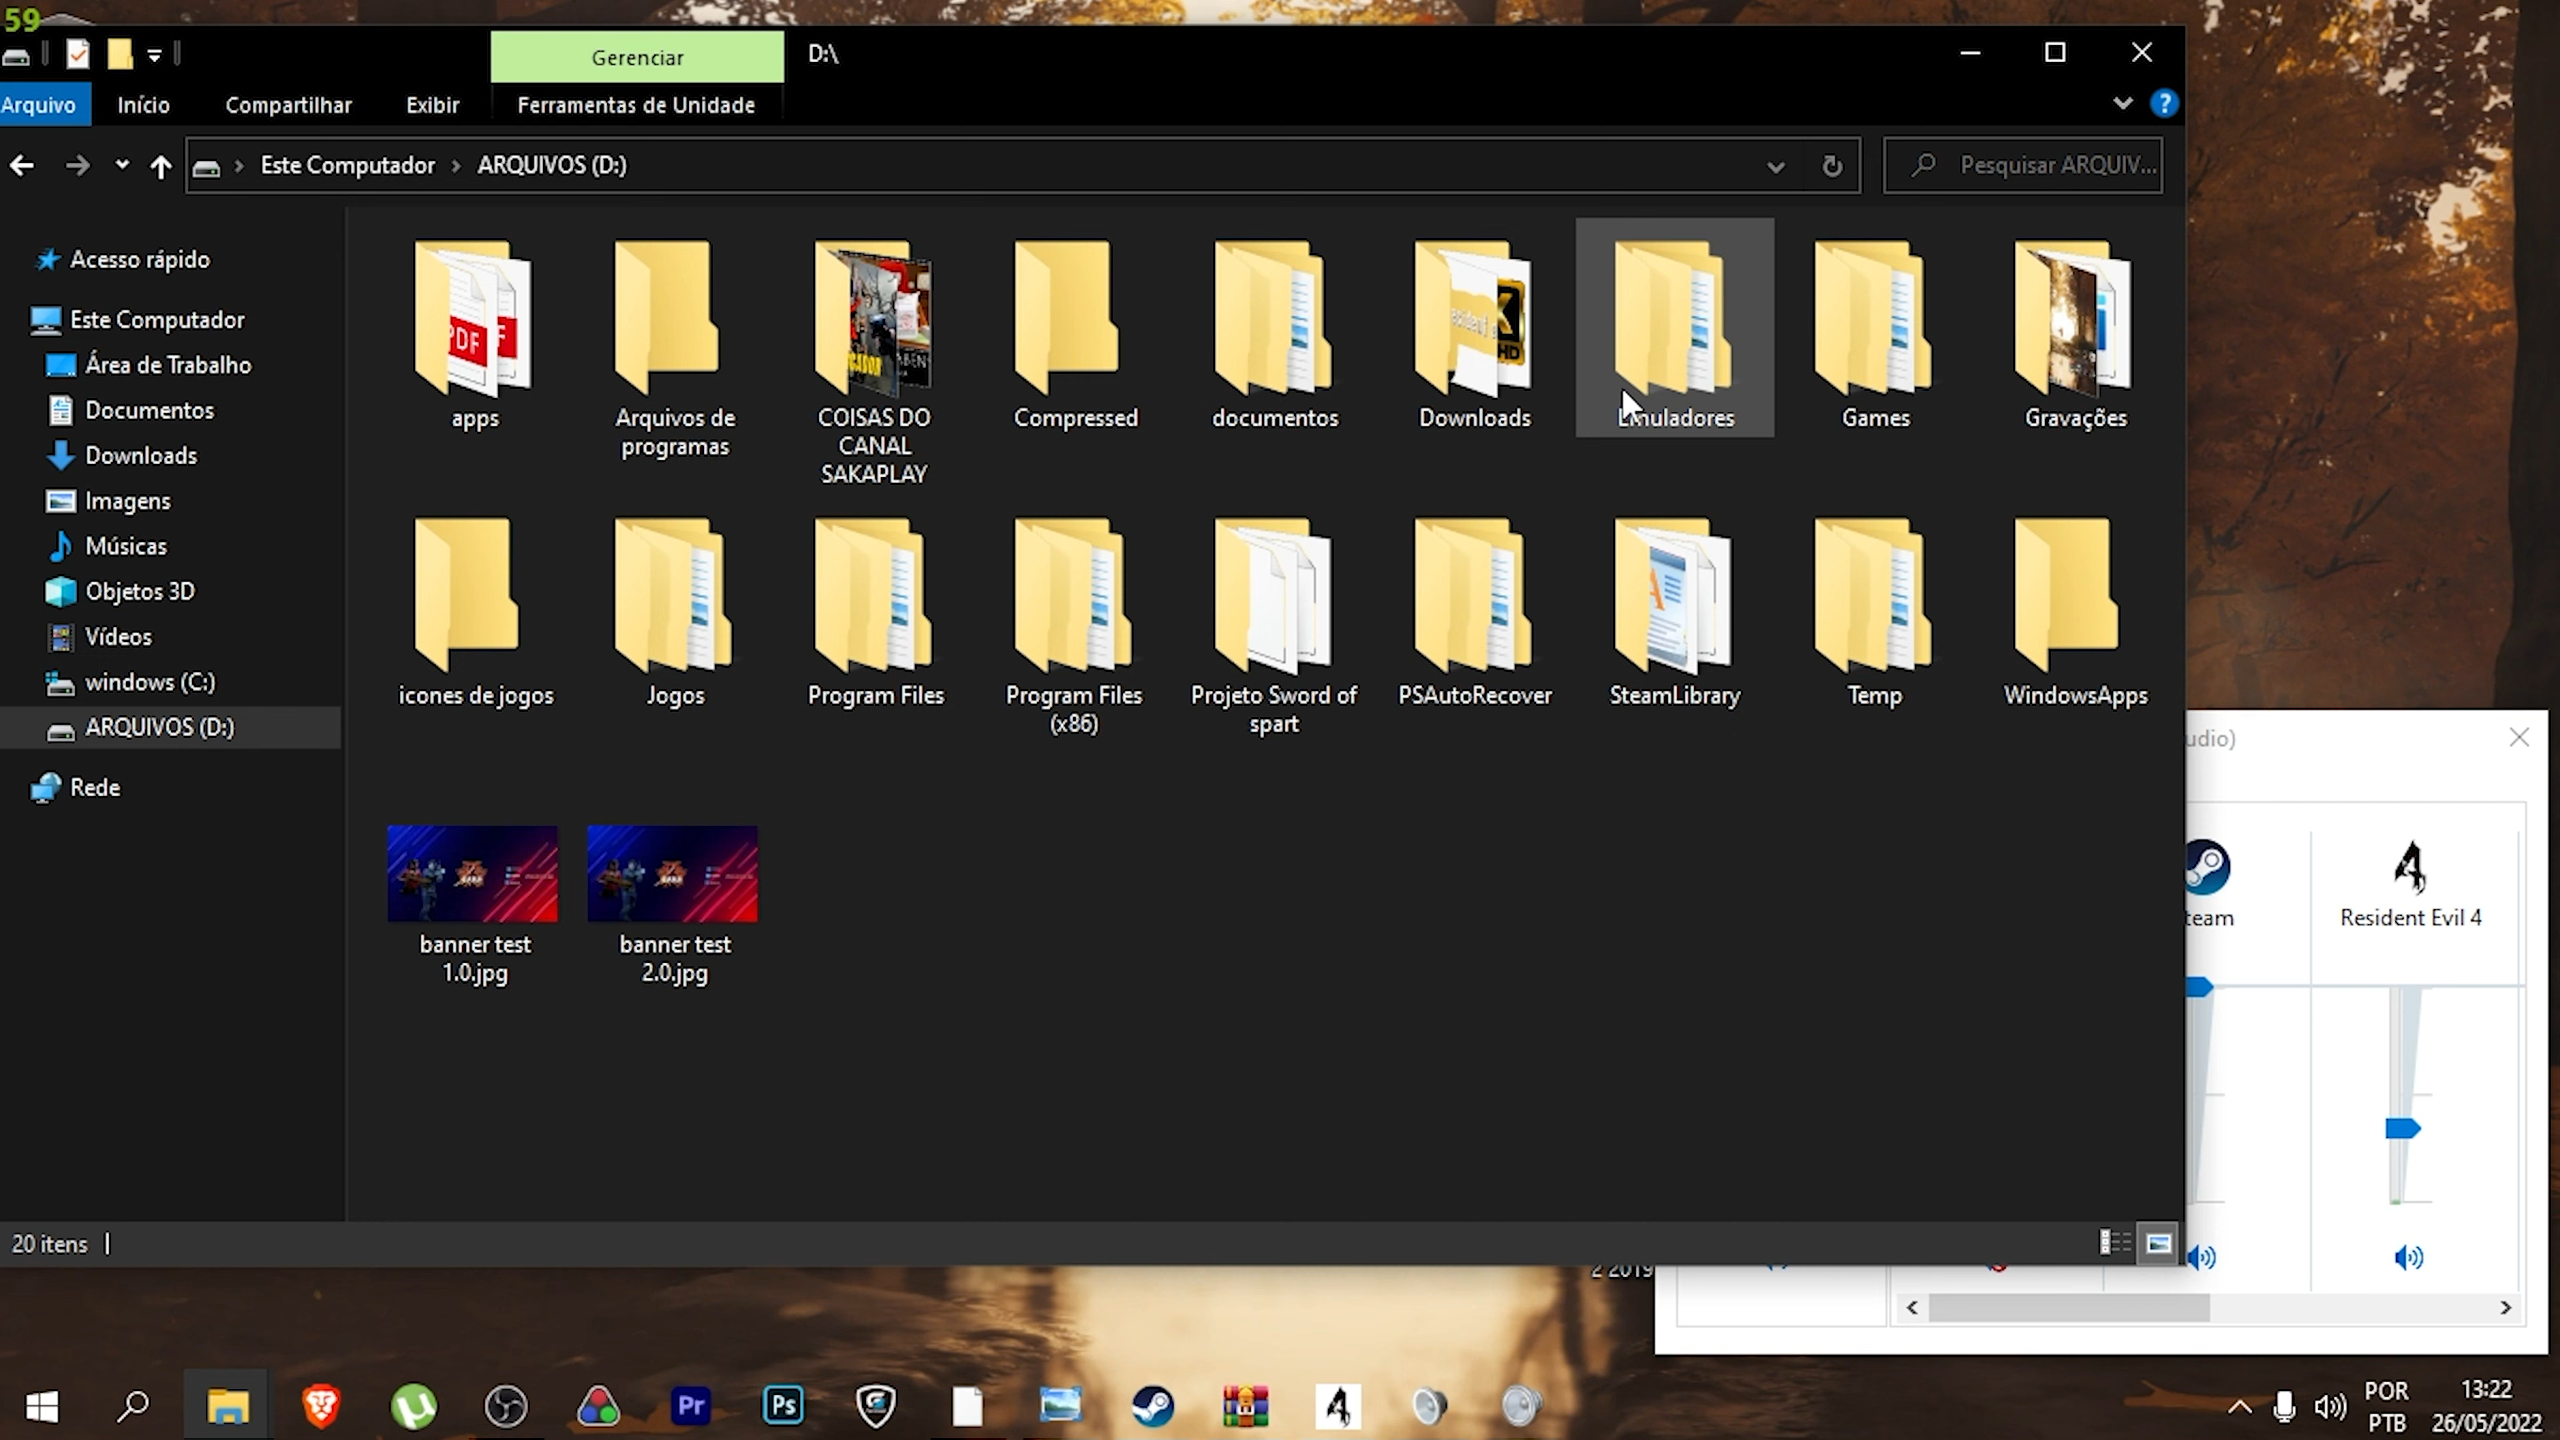 59
Gerenciar
D:\
Arquivo
Início
Compartilhar
Exibir
Ferramentas de Unidade
Este Computador
ARQUIVOS (D:)
Pesquisar ARQUIV...
Acesso rápido
Este Computador
Área de Trabalho
Documentos
Downloads
Imagens
Músicas
Objetos 3D
Vídeos
windows (C:)
ARQUIVOS (D:)
Rede
apps
Arquivos de
programas
COISAS DO
CANAL
SAKAPLAY
Compressed
documentos
Downloads
Emuladores
Games
Gravações
icones de jogos
Jogos
Program Files
Program Files
(x86)
Projeto Sword of
spart
PSAutoRecover
SteamLibrary
Temp
WindowsApps
banner test
1.0.jpg
banner test
2.0.jpg
udio)
team
Resident Evil 4
20 itens
2 2019
Pr
Ps
POR
PTB
13:22
26/05/2022